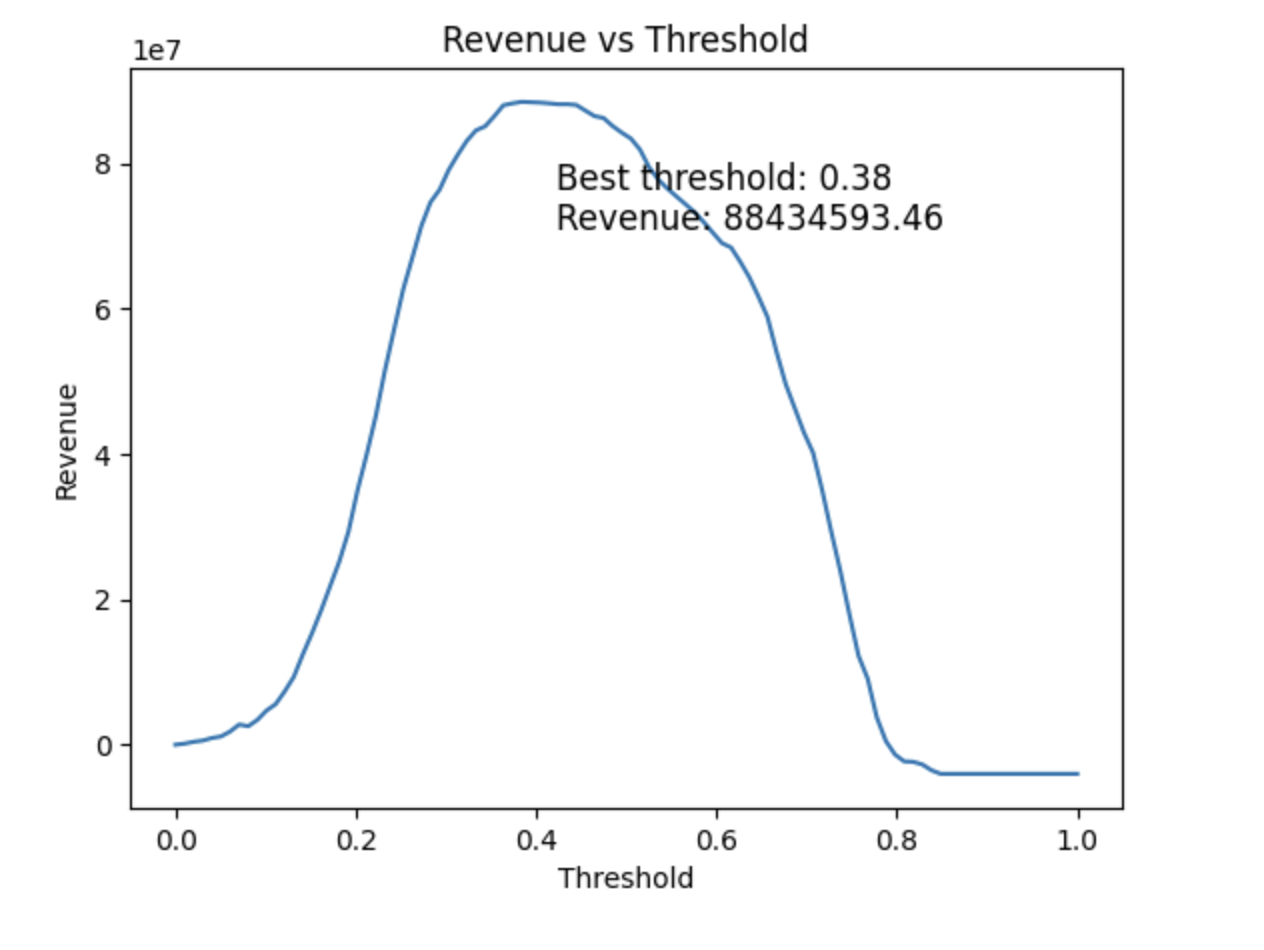 Revenue vs Threshold
1e7
8
6
4
2
0
Revenue
Best threshold: 0.38
Revenue: 88434593.46
0.0 0.2 0.4 0.6 0.8 1.0
Threshold